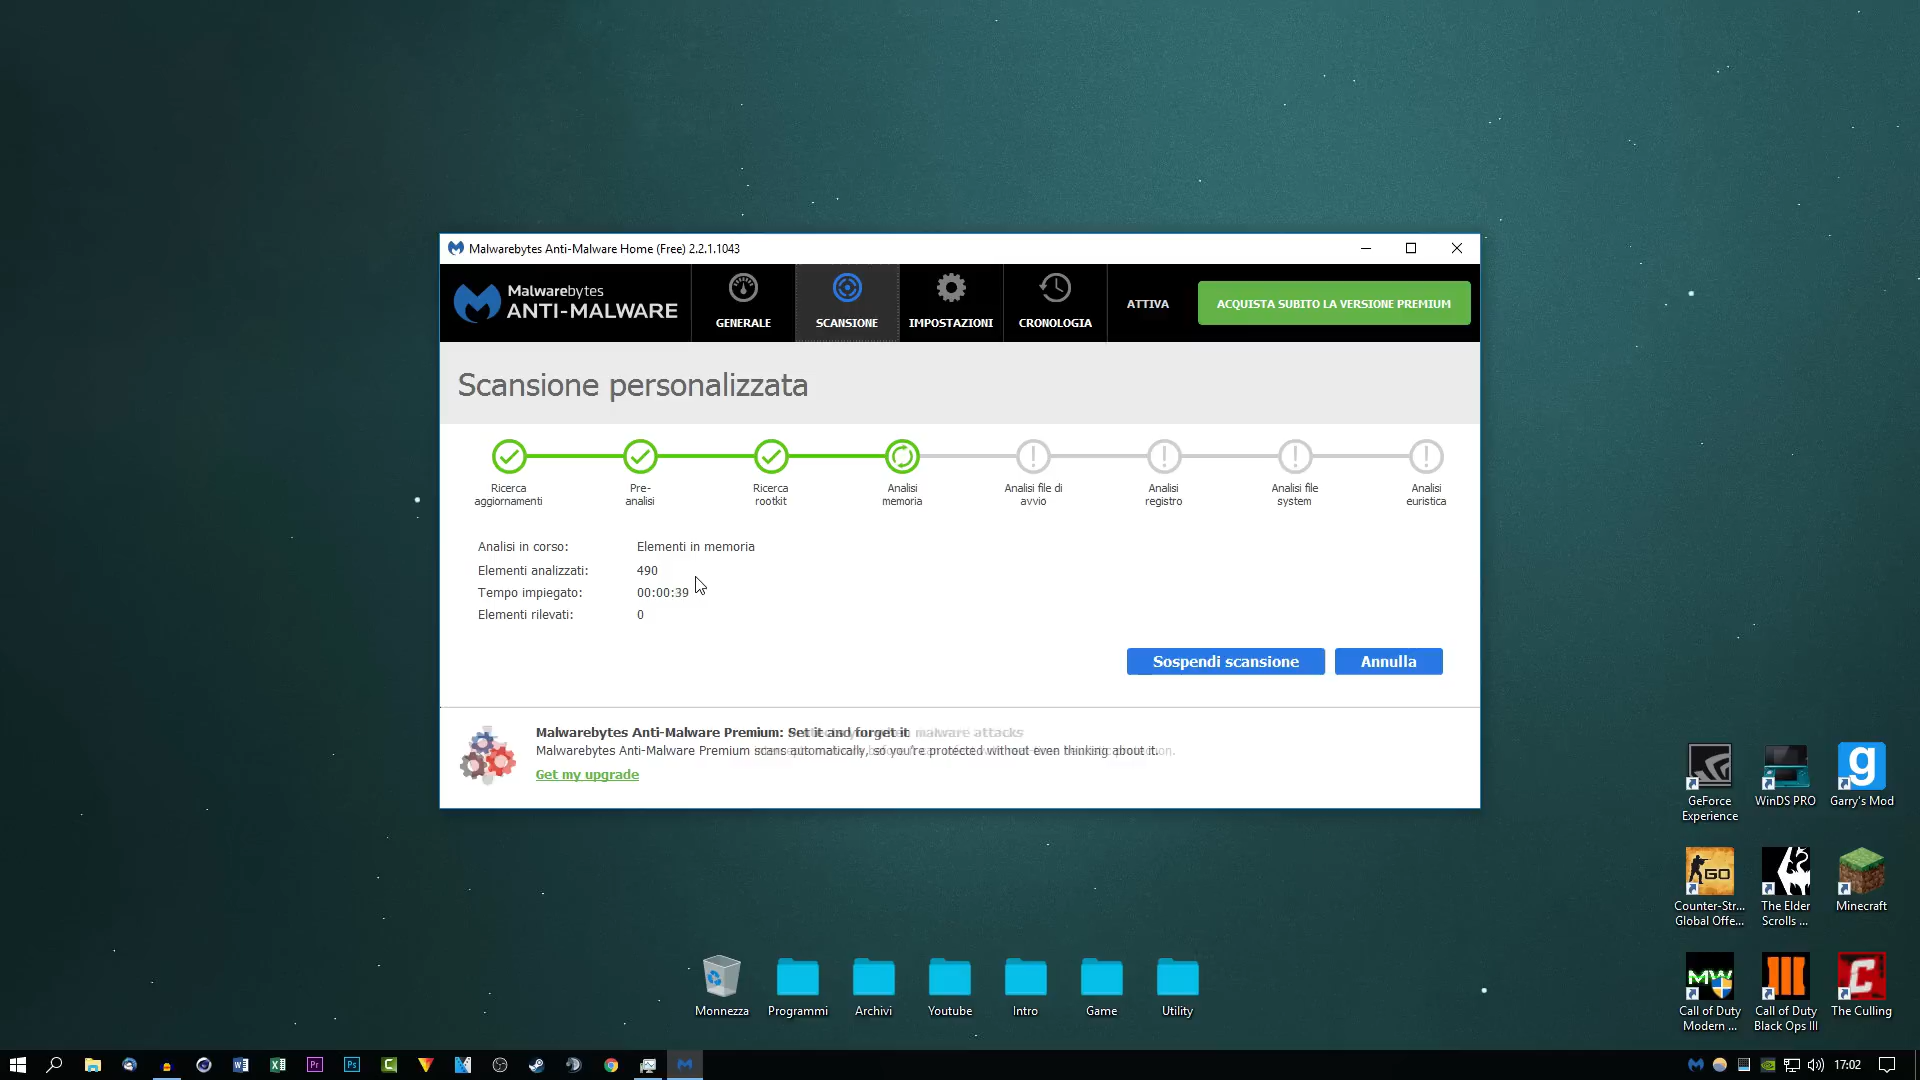 Malwarebytes Anti-Malware Home (Free) 2.2.1.1043
Malwarebytes
ANTI-MALWARE
GENERALE
SCANSIONE
IMPOSTAZIONI
CRONOLOGIA
ATTIVA
ACQUISTA SUBITO LA VERSIONE PREMIUM
Scansione personalizzata
Ricerca
aggiornamenti
Pre-
analisi
Ricerca
rootkit
Analisi
memoria
Analisi file di
avvio
Analisi
registro
Analisi file
system
Analisi
euristica
Analisi in corso: Elementi in memoria
Elementi analizzati: 490
Tempo impiegato: 00:00:39
Elementi rilevati: 0
Sospendi scansione
Annulla
Malwarebytes Anti-Malware Premium: Set it and forget it malware attacks
Malwarebytes Anti-Malware Premium scans automatically, so you're protected without even thinking about it.
Get my upgrade
GeForce
Experience
WinDS PRO
Garry's Mod
GO
Counter-Str...
Global Offe...
The Elder
Scrolls ...
Minecraft
MW
Call of Duty
Modern ...
Call of Duty
Black Ops III
The Culling
Monnezza
Programmi
Archivi
Youtube
Intro
Game
Utility
Pr
Ps
17:02